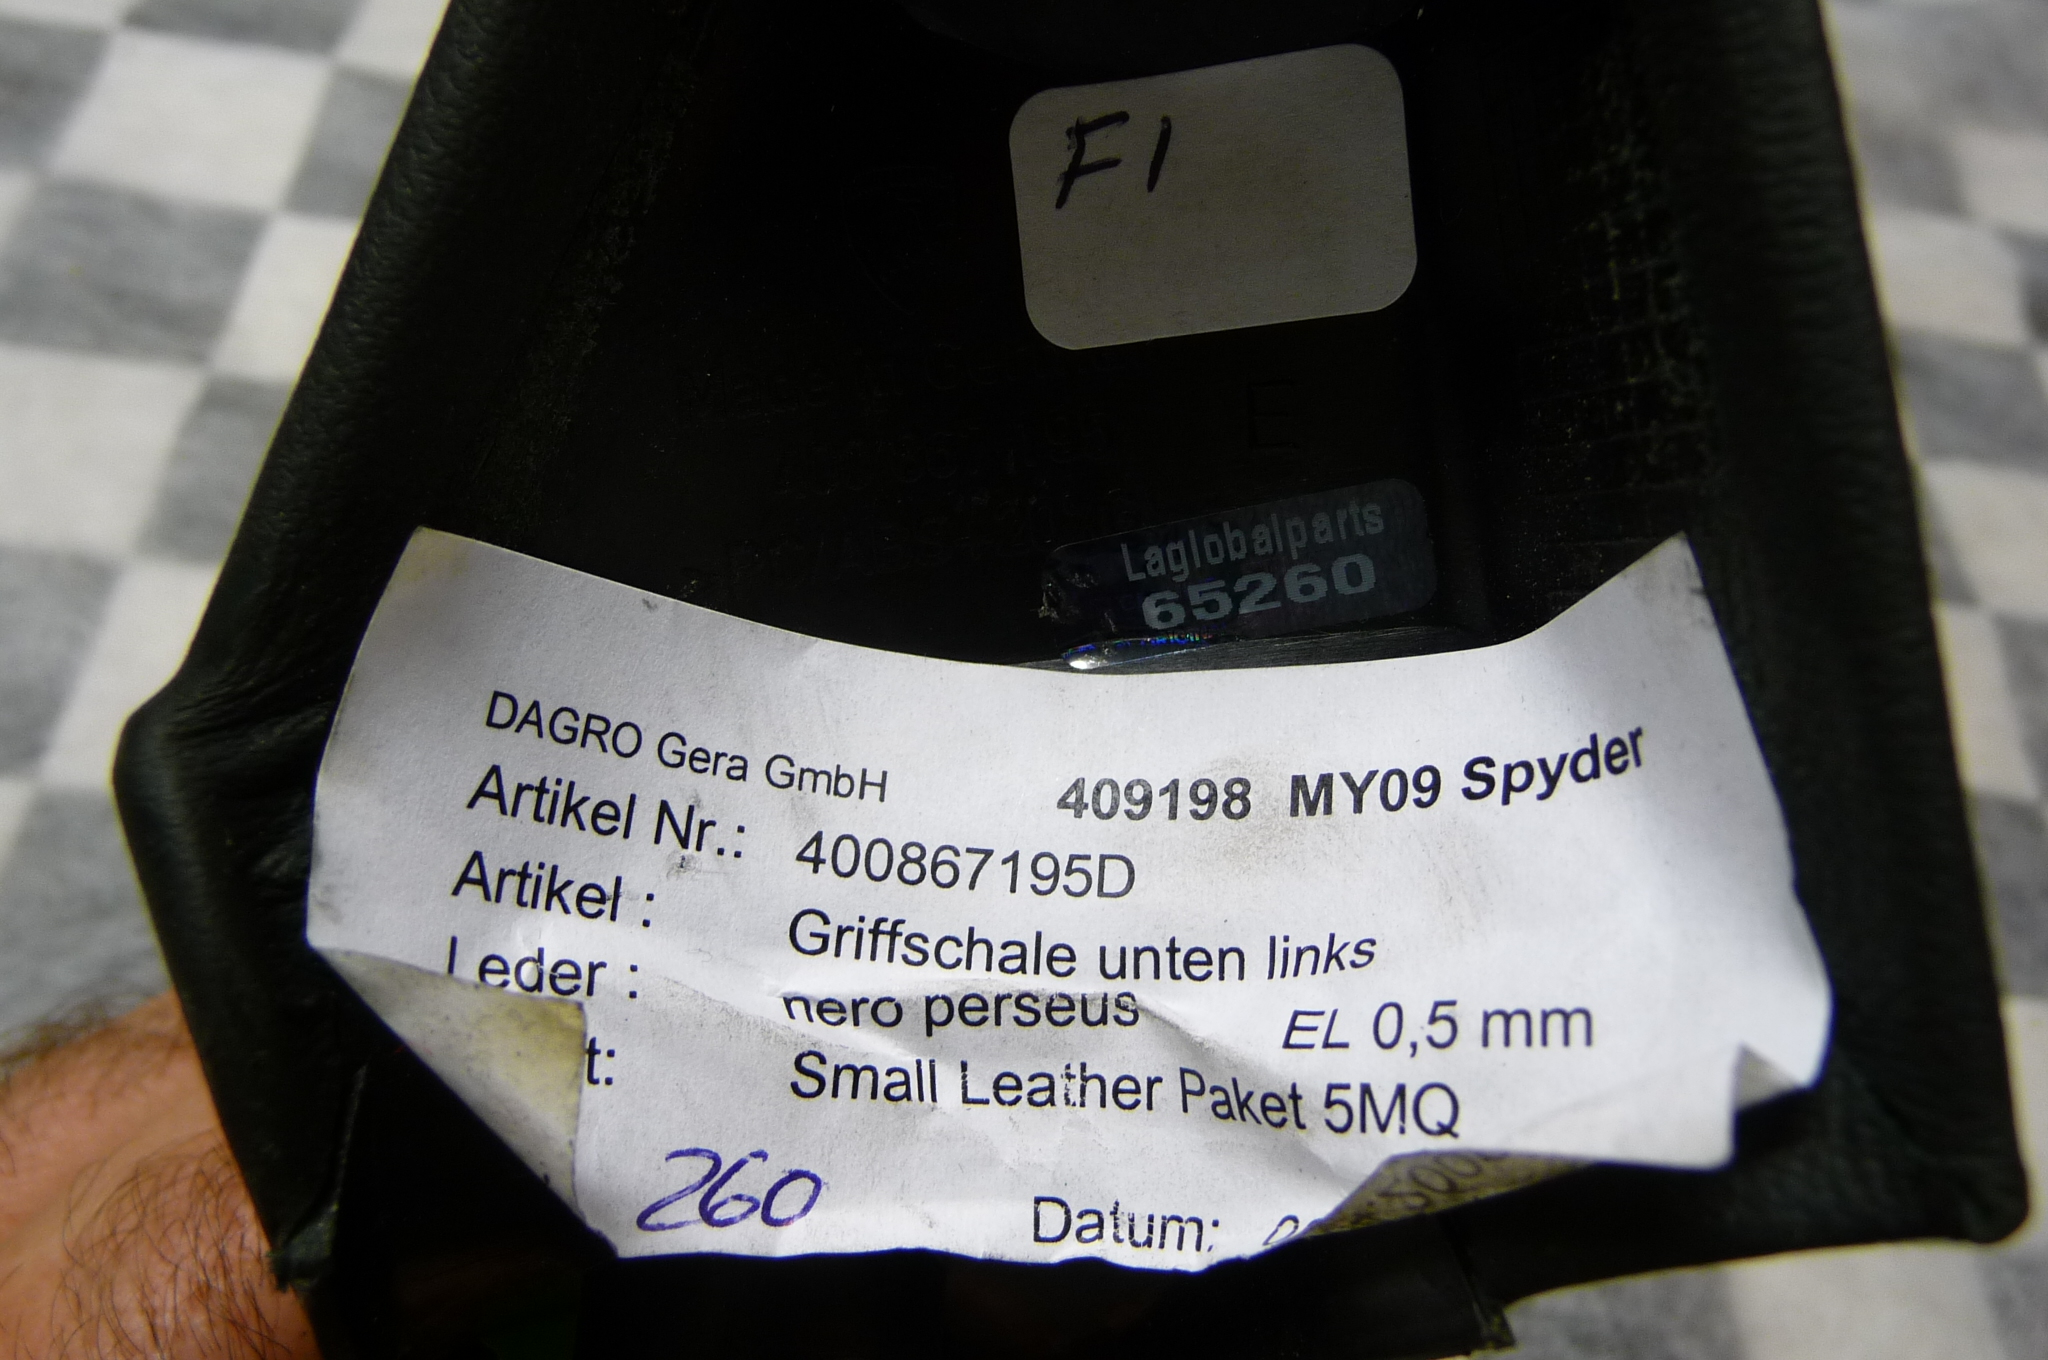 F1
E
Laglobalparts
65260
DAGRO Gera GmbH 409198 MY09 Spyder
Artikel Nr.: 400867195D
Artikel : Griffschale unten links
Leder : nero perseus EL 0,5 mm
t: Small Leather Paket 5MQ
260 Datum: